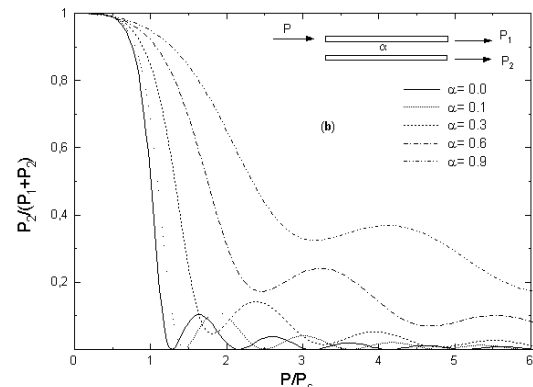 P
P1
α
P2
(b)
α= 0.0
α= 0.1
α= 0.3
α= 0.6
α= 0.9
P2/(P1+P2)
1
0,8
0,6
0,4
0,2
0 1 2 3 4 5 6
P/Pc